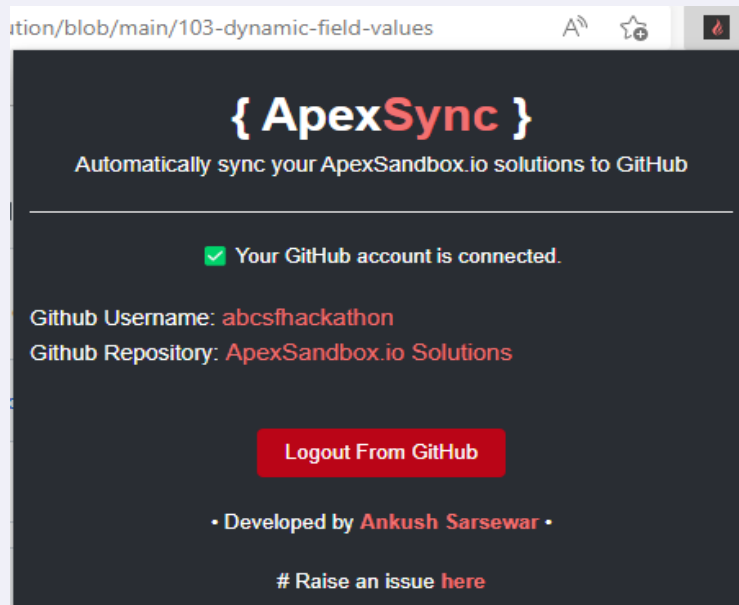 ution/blob/main/103-dynamic-field-values
{ ApexSync }
Automatically sync your ApexSandbox.io solutions to GitHub
Your GitHub account is connected.
Github Username: abcsfhackathon
Github Repository: ApexSandbox.io Solutions
Logout From GitHub
• Developed by Ankush Sarsewar •
# Raise an issue here